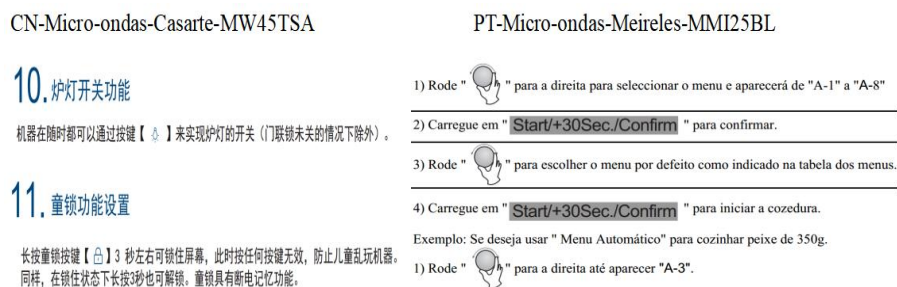 CN-Micro-ondas-Casarte-MW45TSA
10. 炉灯开关功能
机器在随时都可以通过按键【 】来实现炉灯的开关（门联锁未关的情况下除外）。
11. 童锁功能设置
长按童锁按键【 】3 秒左右可锁住屏幕，此时按任何按键无效，防止儿童乱玩机器。
同样，在锁住状态下长按3秒也可解锁。童锁具有断电记忆功能。
PT-Micro-ondas-Meireles-MMI25BL
1) Rode " " para a direita para seleccionar o menu e aparecerá de "A-1" a "A-8"
2) Carregue em " Start/+30Sec./Confirm " para confirmar.
3) Rode " " para escolher o menu por defeito como indicado na tabela dos menus.
4) Carregue em " Start/+30Sec./Confirm " para iniciar a cozedura.
Exemplo: Se deseja usar " Menu Automático" para cozinhar peixe de 350g.
1) Rode " " para a direita até aparecer "A-3".